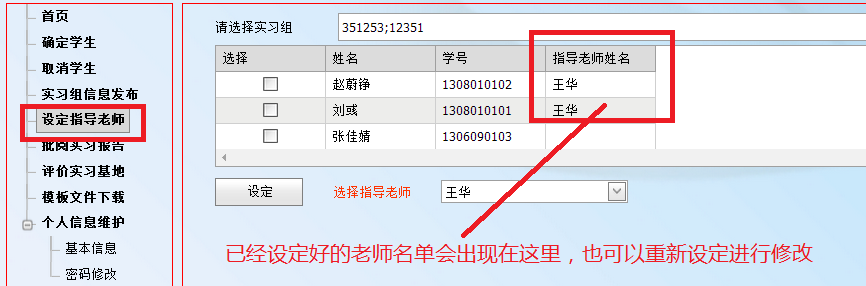 首页
确定学生
取消学生
实习组信息发布
设定指导老师
批阅实习报告
评价实习基地
模板文件下载
个人信息维护
基本信息
密码修改
请选择实习组 351253;12351
选择 姓名 学号 指导老师姓名
赵蔚铮 1308010102 王华
刘彧 1308010101 王华
张佳婧 1306090103
设定 选择指导老师 王华
已经设定好的老师名单会出现在这里，也可以重新设定进行修改